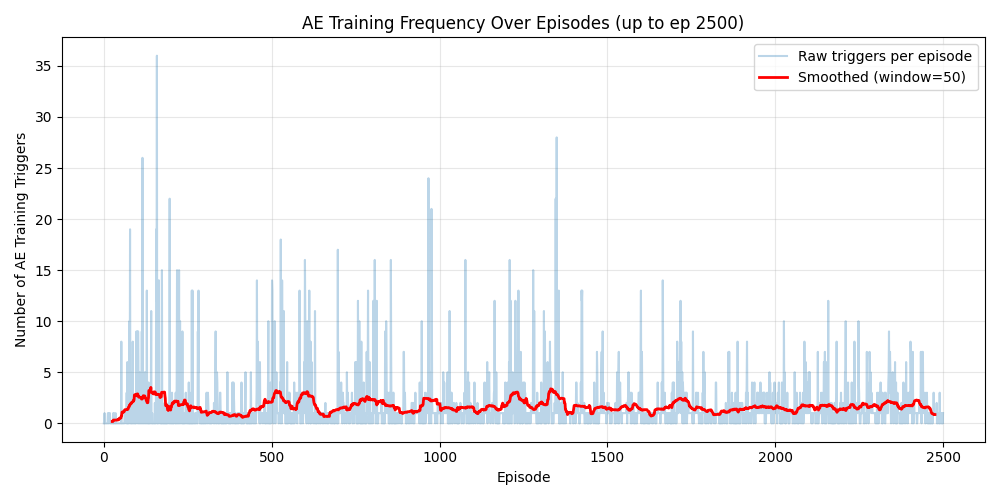 AE Training Frequency Over Episodes (up to ep 2500)
Raw triggers per episode
Smoothed (window=50)
Number of AE Training Triggers
35
30
25
20
15
10
5
0
0 500 1000 1500 2000 2500
Episode